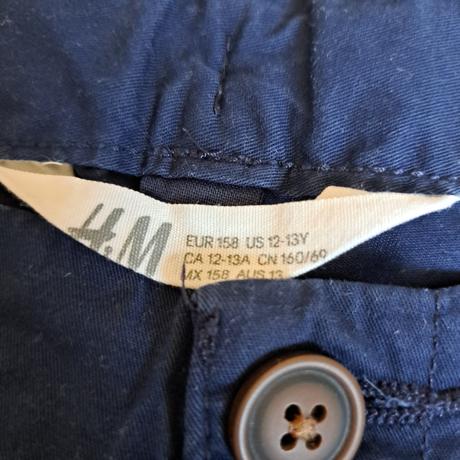 H&M
EUR 158 US 12-13Y
CA 12-13A CN 160/69
MX 158 AUS 13